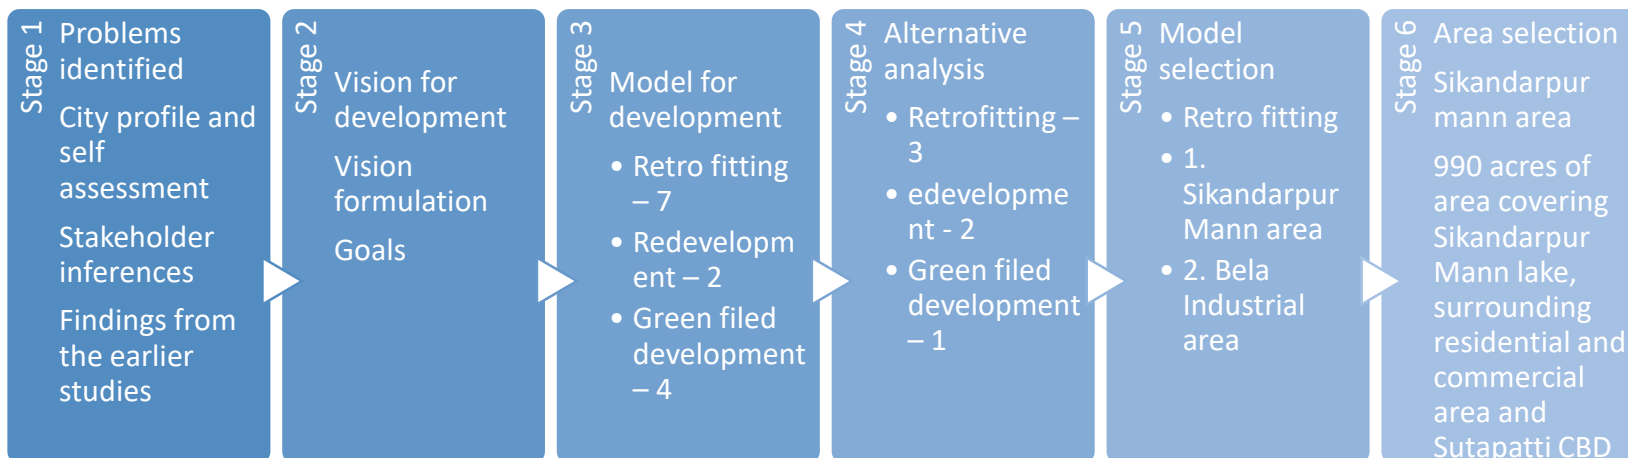 Stage 1
Problems
identified
City profile and
self
assessment
Stakeholder
inferences
Findings from
the earlier
studies
Stage 2
Vision for
development
Vision
formulation
Goals
Stage 3
Model for
development
• Retro fitting
– 7
• Redevelopm
ent – 2
• Green filed
development
– 4
Stage 4
Alternative
analysis
• Retrofitting –
3
• edevelopme
nt - 2
• Green filed
development
– 1
Stage 5
Model
selection
• Retro fitting
• 1.
Sikandarpur
Mann area
• 2. Bela
Industrial
area
Stage 6
Area selection
Sikandarpur
mann area
990 acres of
area covering
Sikandarpur
Mann lake,
surrounding
residential and
commercial
area and
Sutapatti CBD